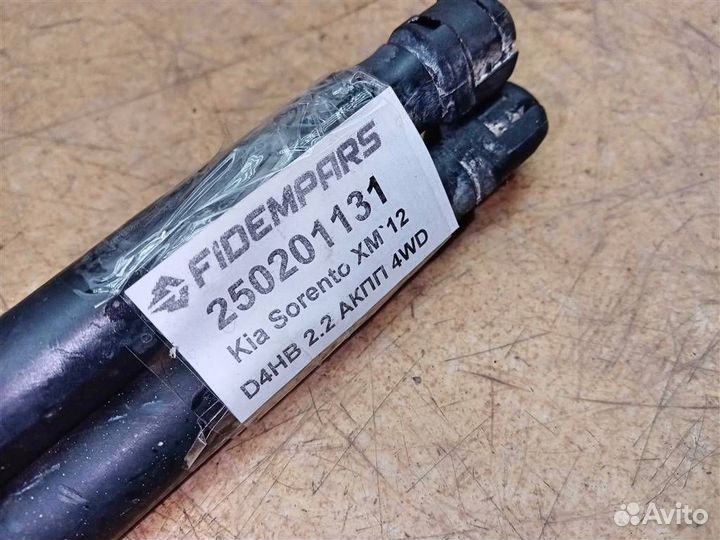 FIDEMPARS
250201131
Kia Sorento XM`12
D4HB 2.2 АКПП 4WD
Avito